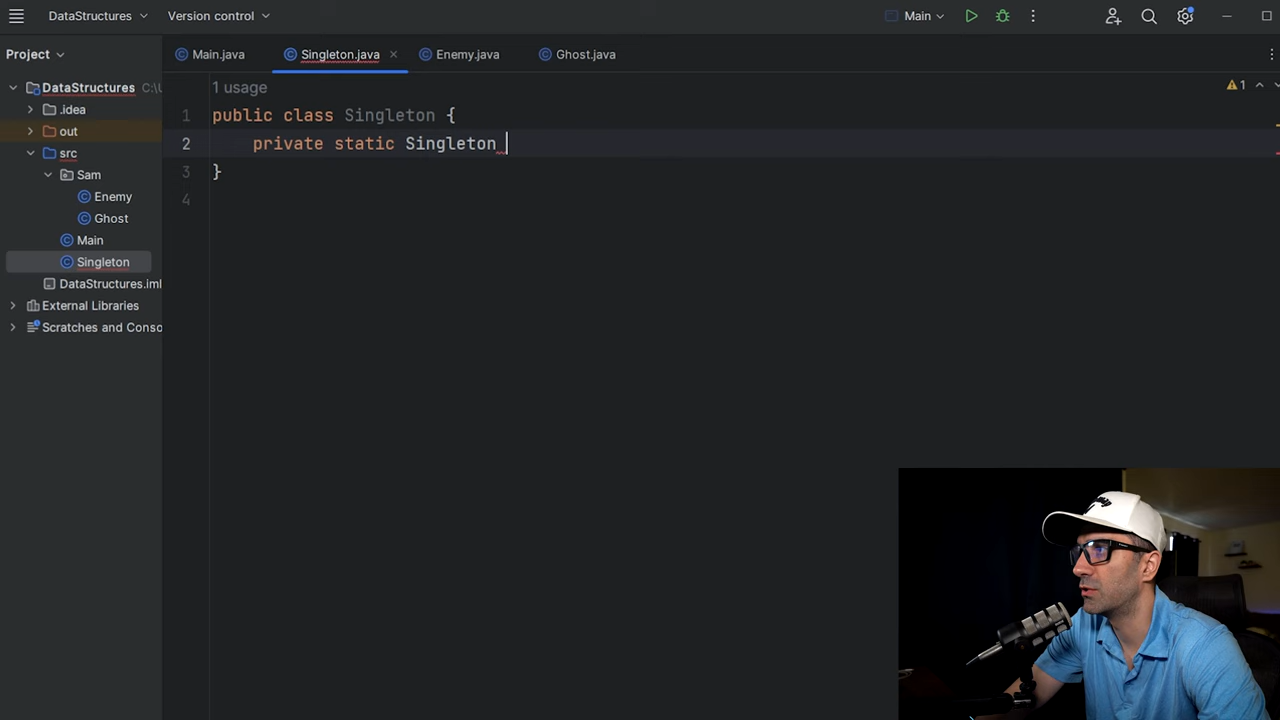 DataStructures
Version control
Main
Project
Main.java
Singleton.java
Enemy.java
Ghost.java
DataStructures C:\U
.idea
out
src
Sam
Enemy
Ghost
Main
Singleton
DataStructures.iml
External Libraries
Scratches and Conso
1 usage
1
1 public class Singleton {
2 private static Singleton
3 }
4